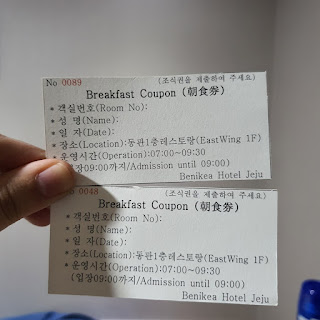 No 0089 (조식권을 제출하여 주세요)
Breakfast Coupon (朝食券)
* 객실번호(Room No):
* 성 명(Name):
* 일 자(Date):
* 장소(Location):동관1층레스토랑(EastWing 1F)
* 운영시간(Operation):07:00~09:30
장09:00까지/Admission until 09:00)
Benikea Hotel Jeju
No 0048 (조식권을 제출하여 주세요)
Breakfast Coupon (朝食券)
* 객실번호(Room No):
* 성 명(Name):
* 일 자(Date):
* 장소(Location):동관1층레스토랑(EastWing 1F)
* 운영시간(Operation):07:00~09:30
(입장09:00까지/Admission until 09:00)
Benikea Hotel Jeju